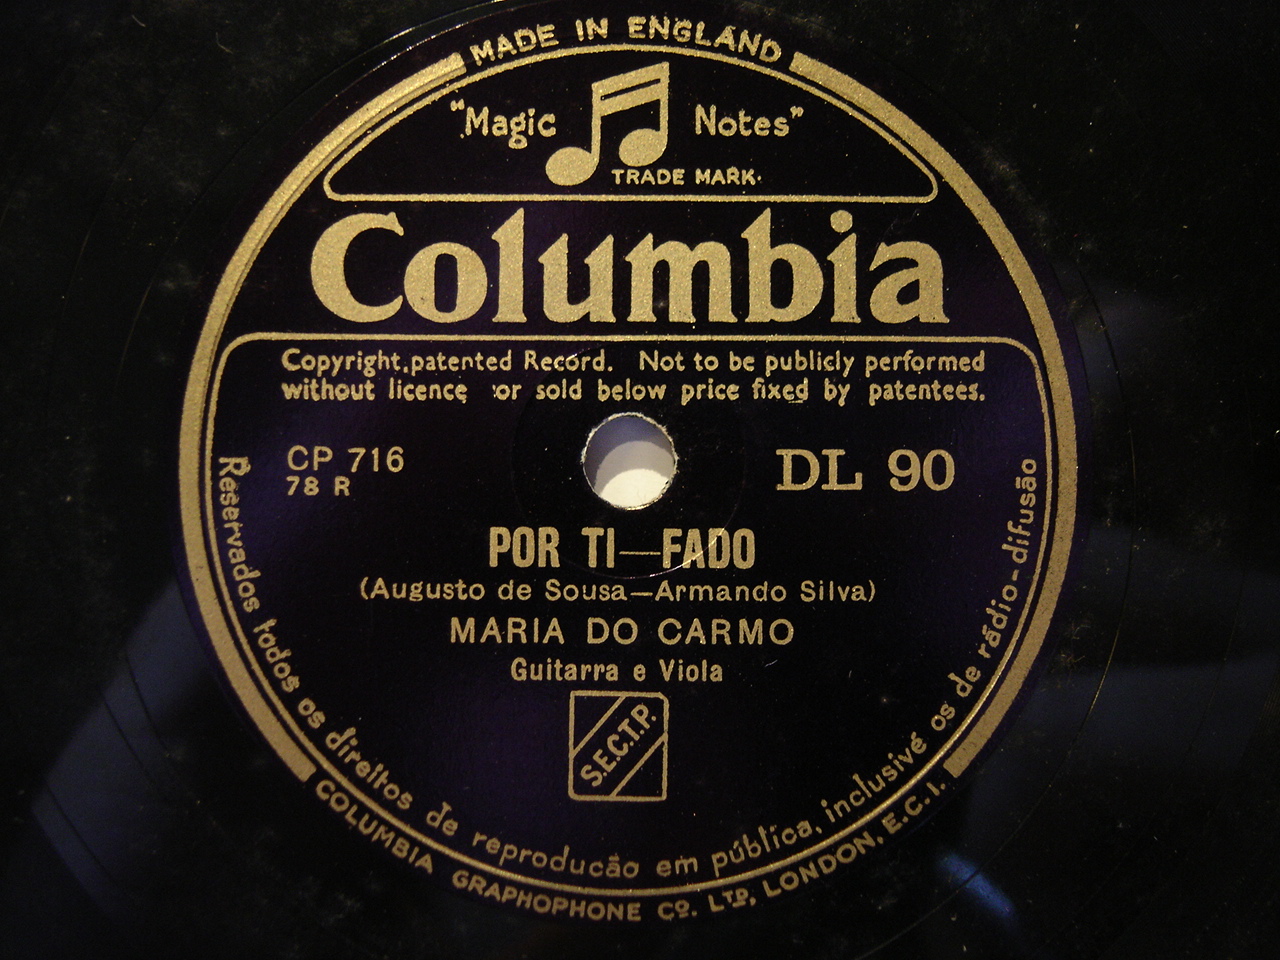 MADE IN ENGLAND
"Magic Notes"
TRADE MARK.
Columbia
Copyright, patented Record. Not to be publicly performed
without licence or sold below price fixed by patentees.
CP 716
78 R
DL 90
POR TI—FADO
(Augusto de Sousa—Armando Silva)
MARIA DO CARMO
Guitarra e Viola
S.E.C.T.P.
Reservados todos os direitos de reproducão em pública, inclusivé os de rádio-difusão
COLUMBIA GRAPHOPHONE CO. LTD, LONDON, E.C.1.